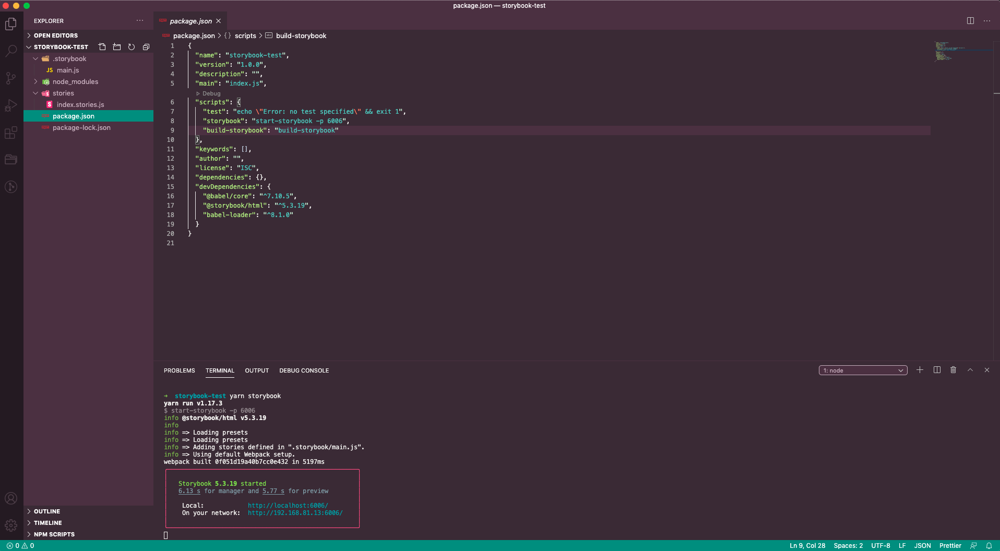 package.json — storybook-test
EXPLORER
package.json
OPEN EDITORS
package.json > {} scripts > abc build-storybook
STORYBOOK-TEST
.storybook
JS main.js
node_modules
stories
S index.stories.js
package.json
package-lock.json
1 {
2 "name": "storybook-test",
3 "version": "1.0.0",
4 "description": "",
5 "main": "index.js",
Debug
6 "scripts": {
7 "test": "echo \"Error: no test specified\" && exit 1",
8 "storybook": "start-storybook -p 6006",
9 "build-storybook": "build-storybook"
10 },
11 "keywords": [],
12 "author": "",
13 "license": "ISC",
14 "dependencies": {},
15 "devDependencies": {
16 "@babel/core": "^7.10.5",
17 "@storybook/html": "^5.3.19",
18 "babel-loader": "^8.1.0"
19 }
20 }
21
PROBLEMS TERMINAL OUTPUT DEBUG CONSOLE
1: node
→ storybook-test yarn storybook
yarn run v1.17.3
$ start-storybook -p 6006
info @storybook/html v5.3.19
info
info => Loading presets
info => Loading presets
info => Adding stories defined in ".storybook/main.js".
info => Using default Webpack setup.
webpack built 0f051d19a40b7cc0e432 in 5197ms
Storybook 5.3.19 started
6.13 s for manager and 5.77 s for preview
Local: http://localhost:6006/
On your network: http://192.168.81.13:6006/
OUTLINE
TIMELINE
NPM SCRIPTS
0 0
Ln 9, Col 28 Spaces: 2 UTF-8 LF JSON Prettier